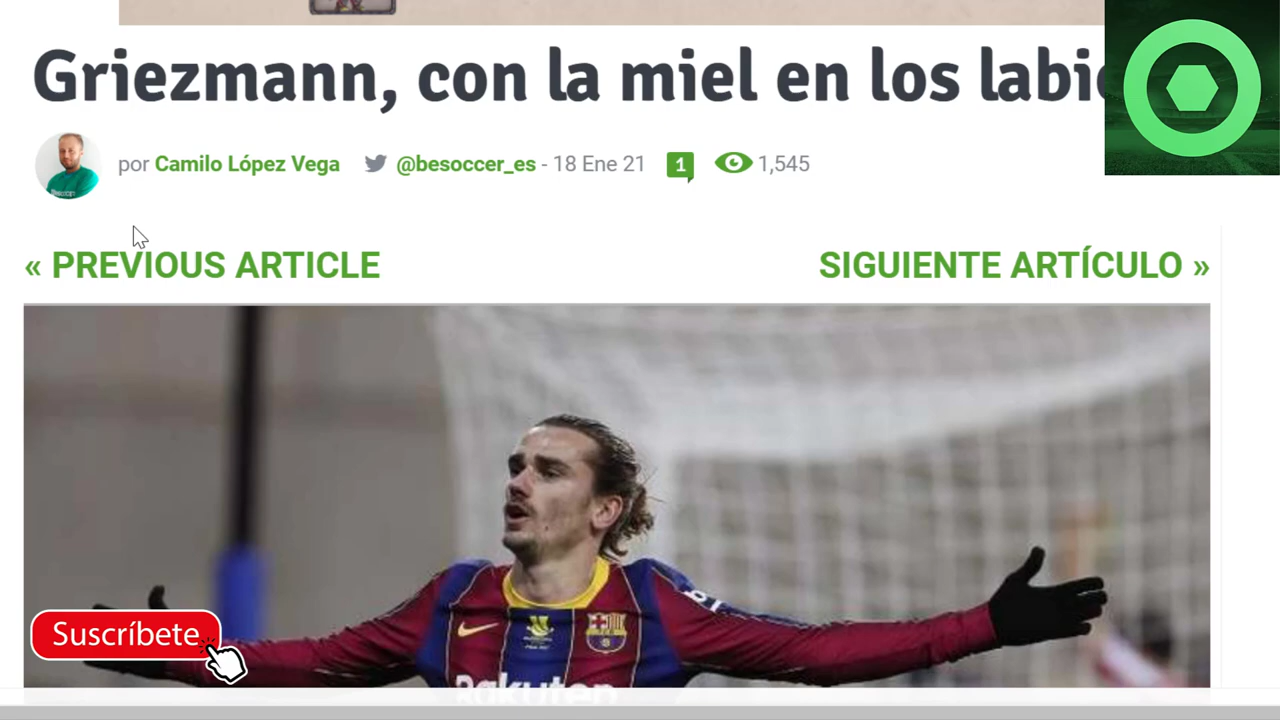 Griezmann, con la miel en los
por Camilo López Vega @besoccer_es - 18 Ene 21 1 1,545
« PREVIOUS ARTICLE SIGUIENTE ARTÍCULO »
Suscríbete
Rakuten